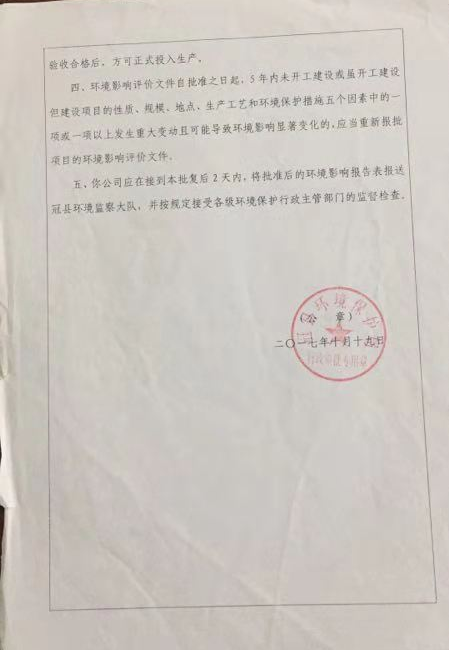 验收合格后，方可正式投入生产。
四、环境影响评价文件自批准之日起，5年内未开工建设或虽开工建设
但建设项目的性质、规模、地点、生产工艺和环境保护措施五个因素中的一
项或一项以上发生重大变动且可能导致环境影响显著变化的，应当重新报批
项目的环境影响评价文件。
五、你公司应在接到本批复后2天内，将批准后的环境影响报告表报送
冠县环境监察大队，并按规定接受各级环境保护行政主管部门的监督检查。
环境保护
（公 章）
二〇一七年十月十九日
行政审批专用章